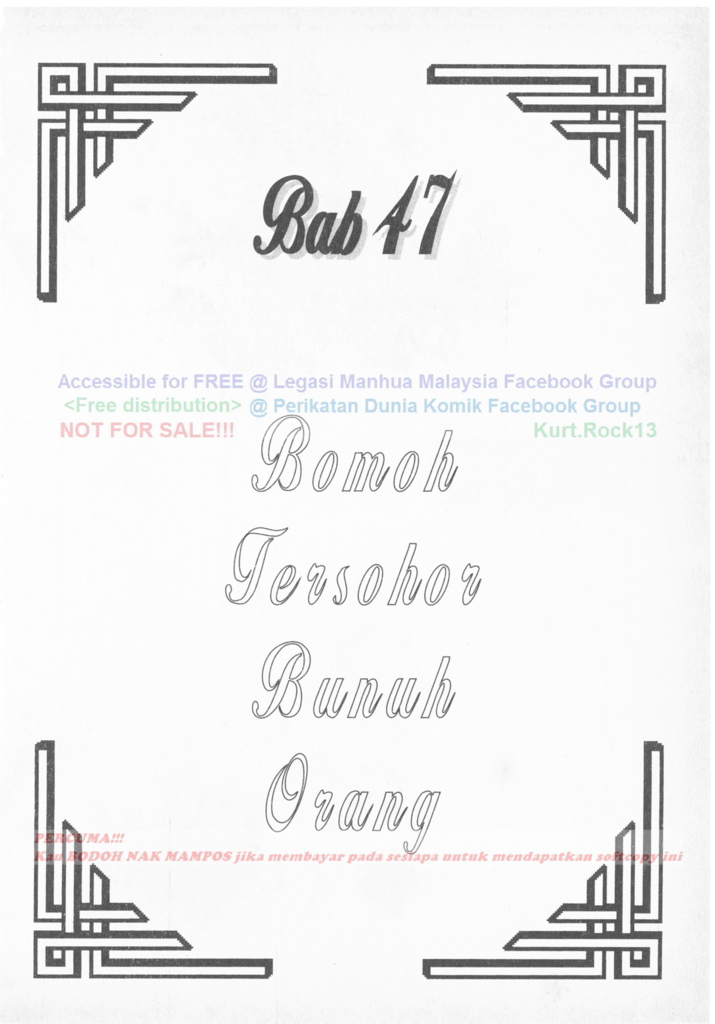 Bab 47
Accessible for FREE @ Legasi Manhua Malaysia Facebook Group
<Free distribution> @ Perikatan Dunia Komik Facebook Group
NOT FOR SALE!!! Kurt.Rock13
Bomoh
Tersohor
Bunuh
Orang
PERCUMA!!!
Kau BODOH NAK MAMPOS jika membayar pada sesiapa untuk mendapatkan softcopy ini